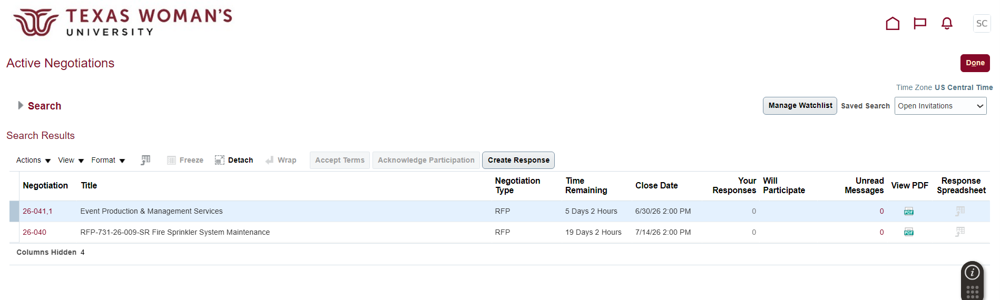 TEXAS WOMAN'S
UNIVERSITY
SC
Active Negotiations
Done
Time Zone US Central Time
Search
Manage Watchlist Saved Search Open Invitations
Search Results
Actions View Format Freeze Detach Wrap Accept Terms Acknowledge Participation Create Response
Negotiation Title Negotiation Type Time Remaining Close Date Your Responses Will Participate Unread Messages View PDF Response Spreadsheet
26-041,1 Event Production & Management Services RFP 5 Days 2 Hours 6/30/26 2:00 PM 0 0 PDF
26-040 RFP-731-26-009-SR Fire Sprinkler System Maintenance RFP 19 Days 2 Hours 7/14/26 2:00 PM 0 0 PDF
Columns Hidden 4
i